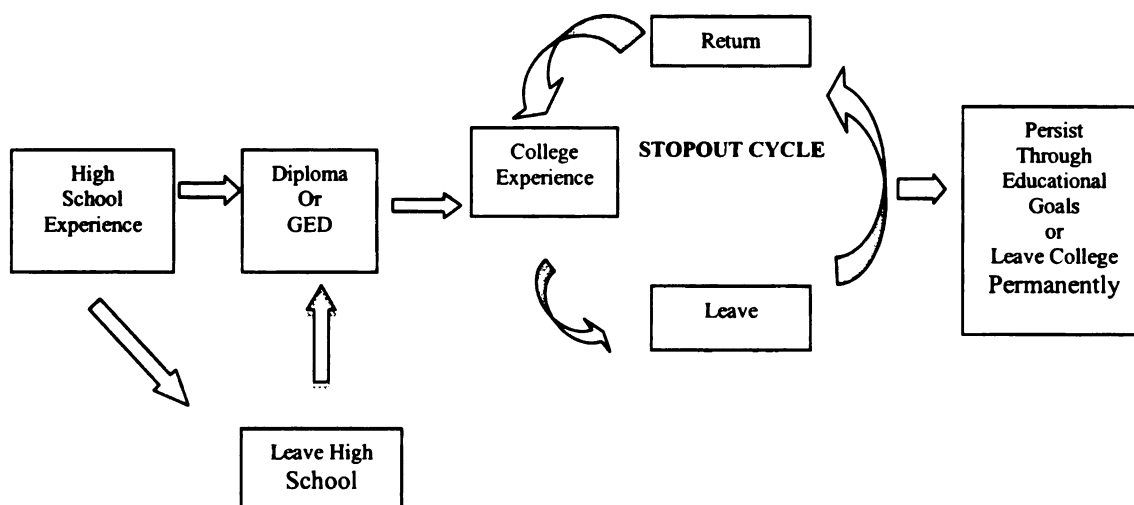 High
School
Experience
Diploma
Or
GED
Leave High
School
College
Experience
Return
STOPOUT CYCLE
Leave
Persist
Through
Educational
Goals
or
Leave College
Permanently